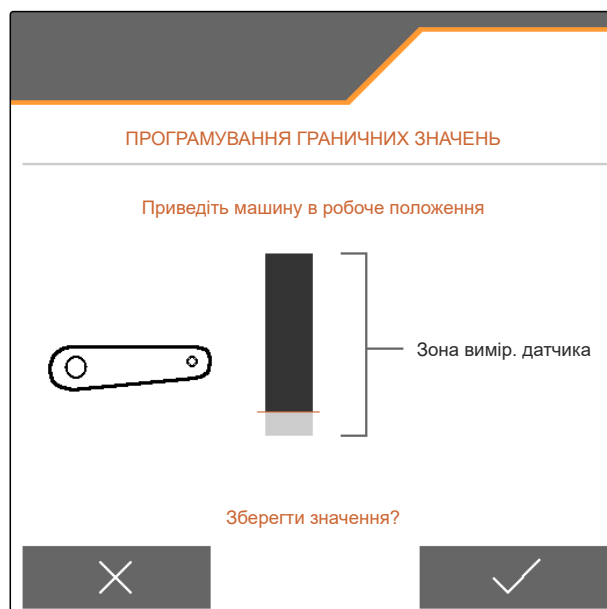 ПРОГРАМУВАННЯ ГРАНИЧНИХ ЗНАЧЕНЬ
Приведіть машину в робоче положення
Зона вимір. датчика
Зберегти значення?